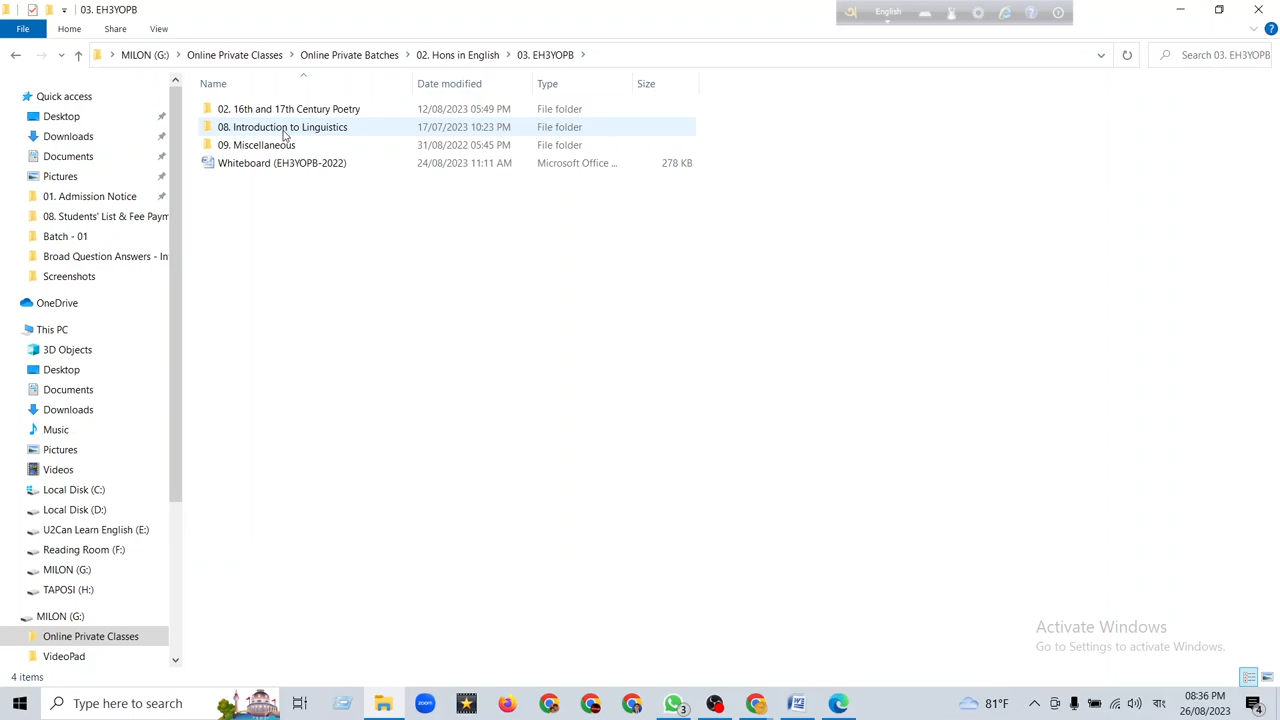 03. EH3YOPB
English
File Home Share View
MILON (G:) Online Private Classes Online Private Batches 02. Hons in English 03. EH3YOPB
Search 03. EH3YOPB
Name Date modified Type Size
02. 16th and 17th Century Poetry 12/08/2023 05:49 PM File folder
08. Introduction to Linguistics 17/07/2023 10:23 PM File folder
09. Miscellaneous 31/08/2022 05:45 PM File folder
Whiteboard (EH3YOPB-2022) 24/08/2023 11:11 AM Microsoft Office ... 278 KB
Quick access
Desktop
Downloads
Documents
Pictures
01. Admission Notice
08. Students' List & Fee Paym
Batch - 01
Broad Question Answers - In
Screenshots
OneDrive
This PC
3D Objects
Desktop
Documents
Downloads
Music
Pictures
Videos
Local Disk (C:)
Local Disk (D:)
U2Can Learn English (E:)
Reading Room (F:)
MILON (G:)
TAPOSI (H:)
MILON (G:)
Online Private Classes
VideoPad
4 items
Activate Windows
Go to Settings to activate Windows.
Type here to search
zoom
3
81°F
বাং
08:36 PM
26/08/2023
4